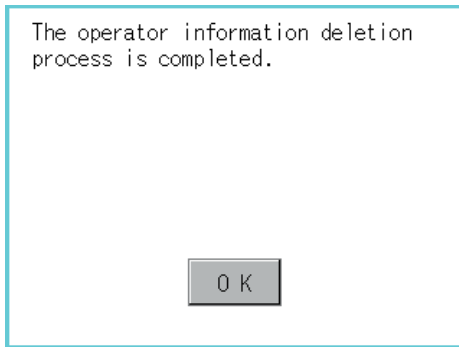 The operator information deletion
process is completed.
OK